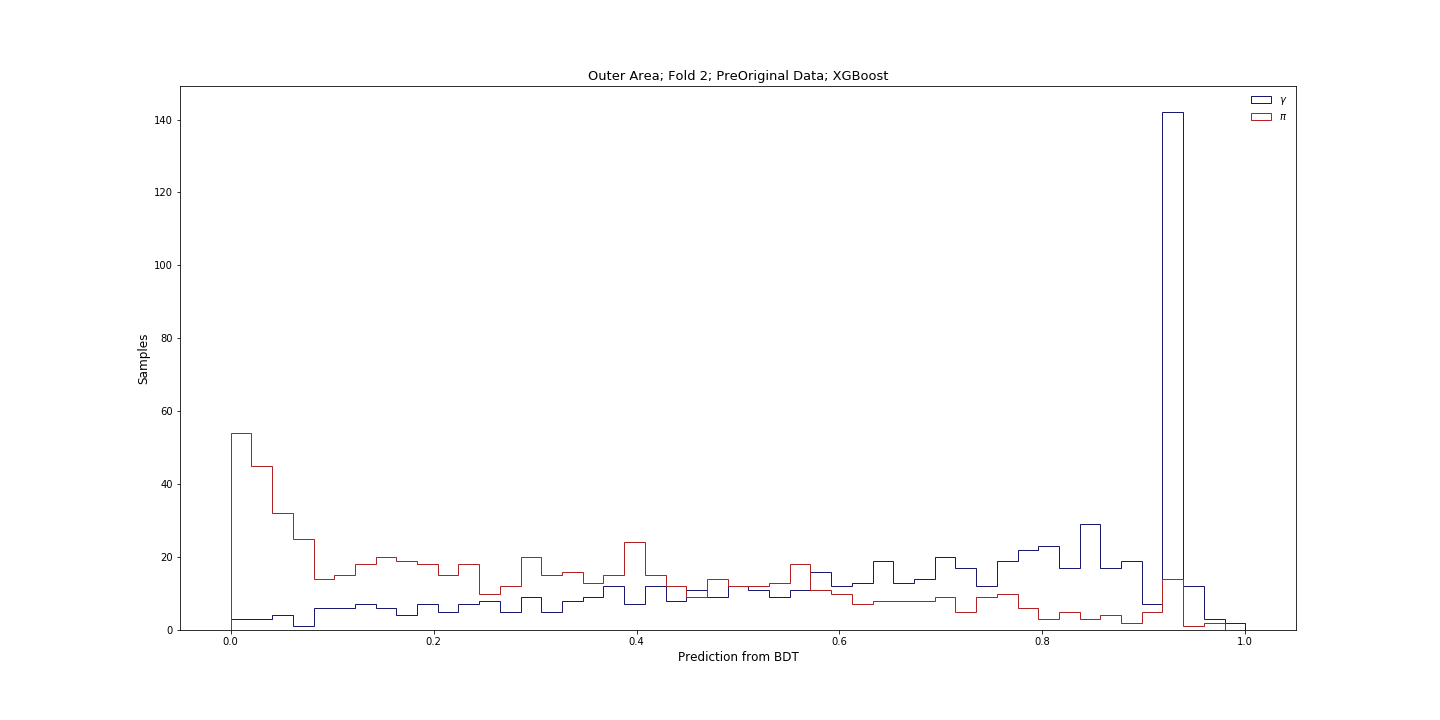 Outer Area; Fold 2; PreOriginal Data; XGBoost
γ
π
140
120
100
80
60
40
20
0
Samples
0.0 0.2 0.4 0.6 0.8 1.0
Prediction from BDT